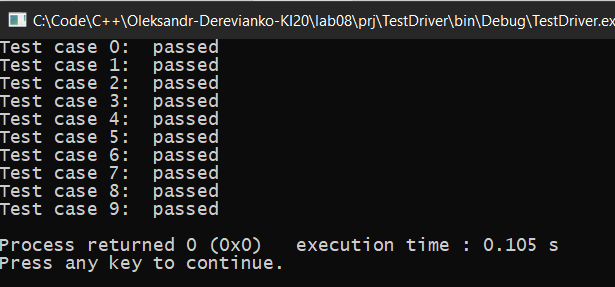 C:\Code\C++\Oleksandr-Derevianko-KI20\lab08\prj\TestDriver\bin\Debug\TestDriver.ex
Test case 0:  passed
Test case 1:  passed
Test case 2:  passed
Test case 3:  passed
Test case 4:  passed
Test case 5:  passed
Test case 6:  passed
Test case 7:  passed
Test case 8:  passed
Test case 9:  passed
Process returned 0 (0x0)   execution time : 0.105 s
Press any key to continue.